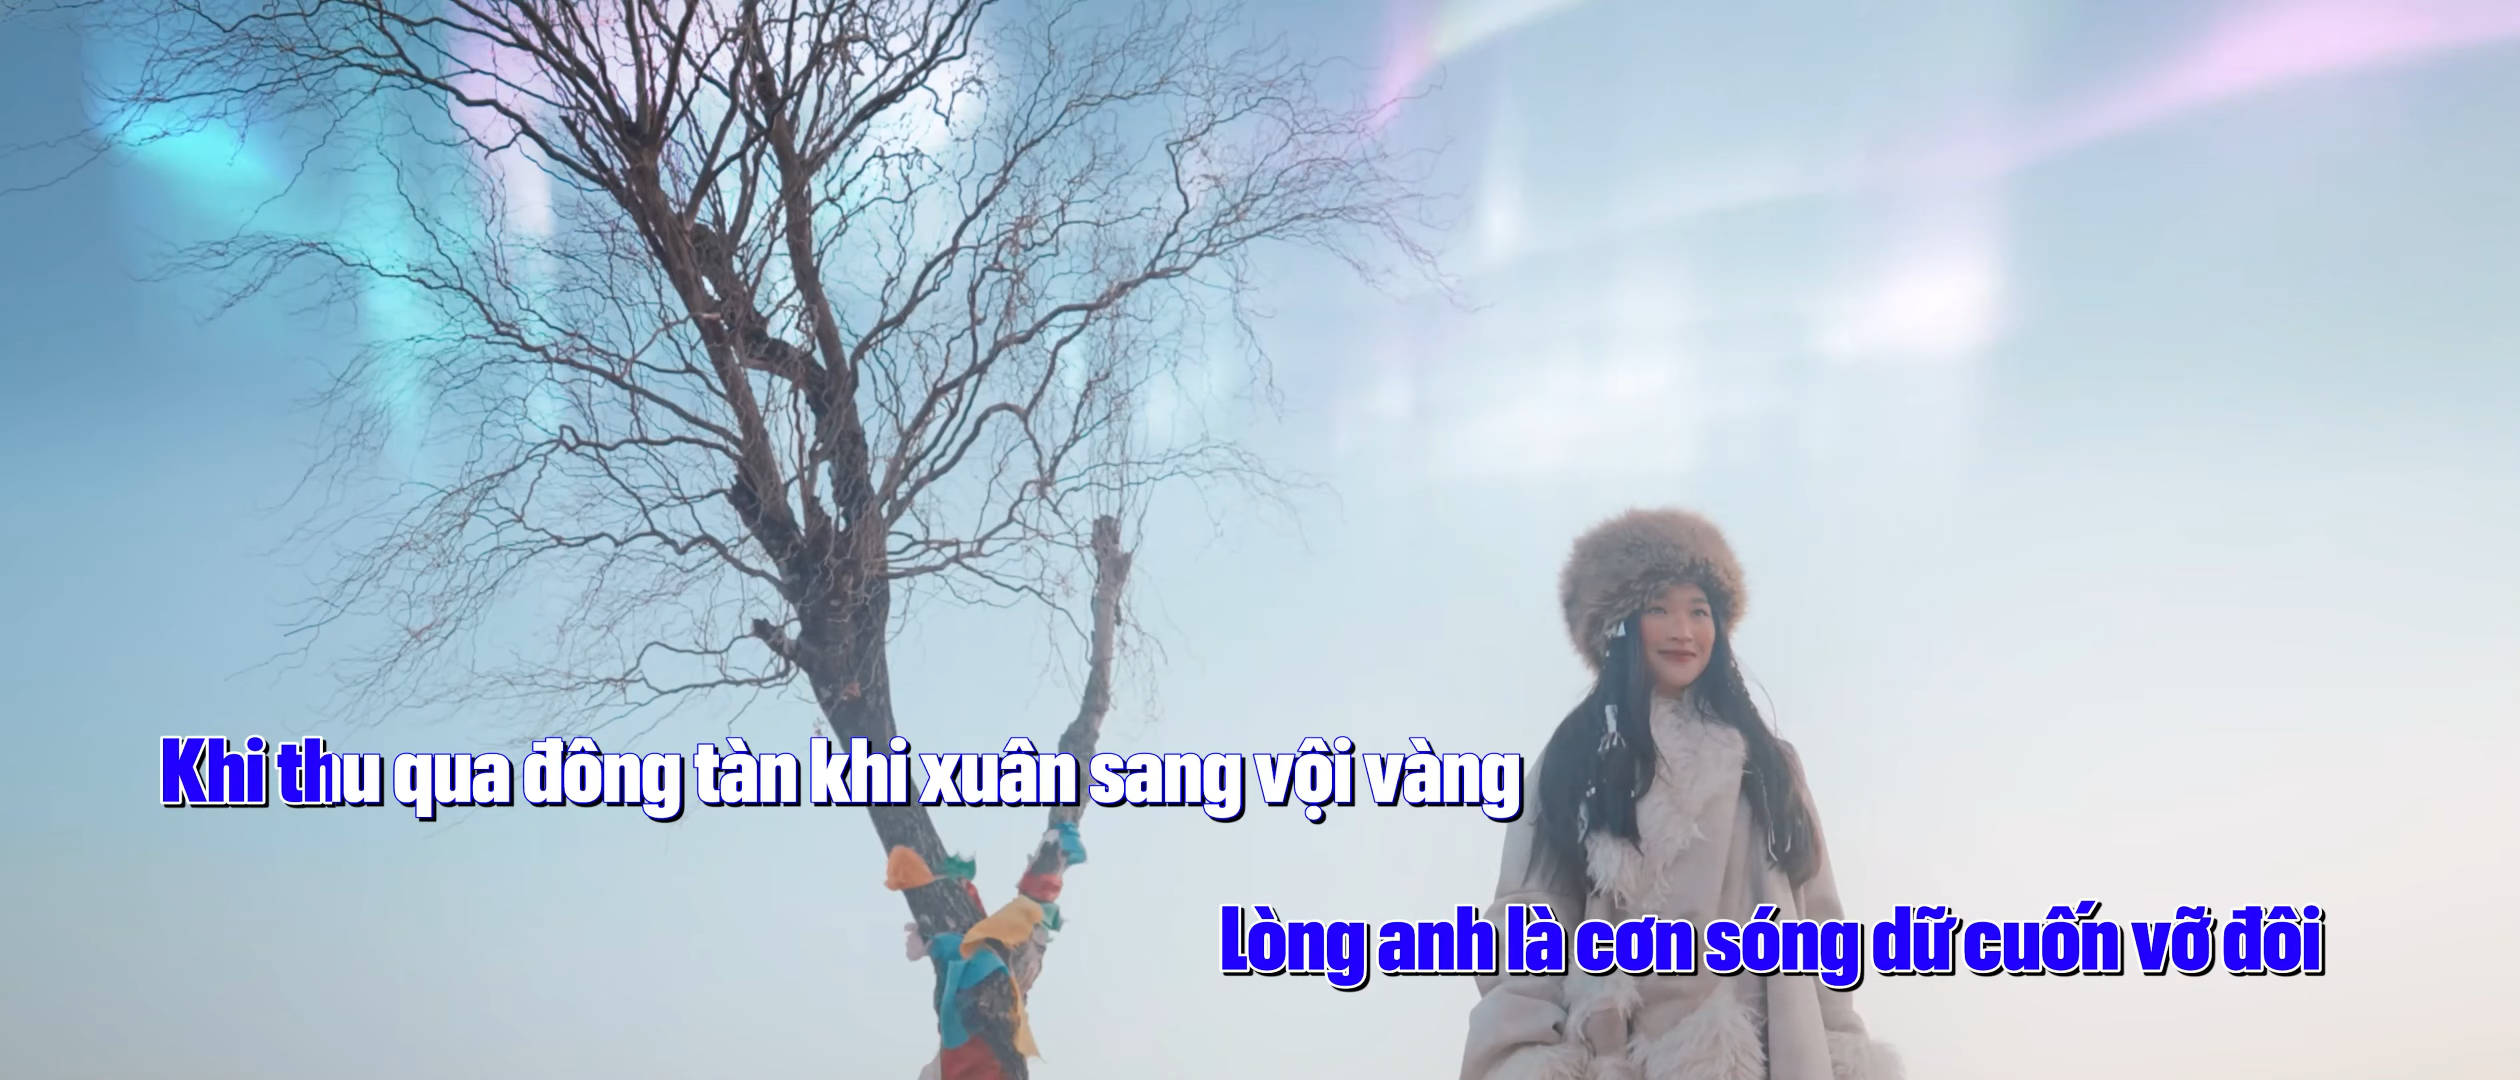 Khi thu qua đông tàn khi xuân sang vội vàng
Lòng anh là cơn sóng dữ cuốn vỡ đôi